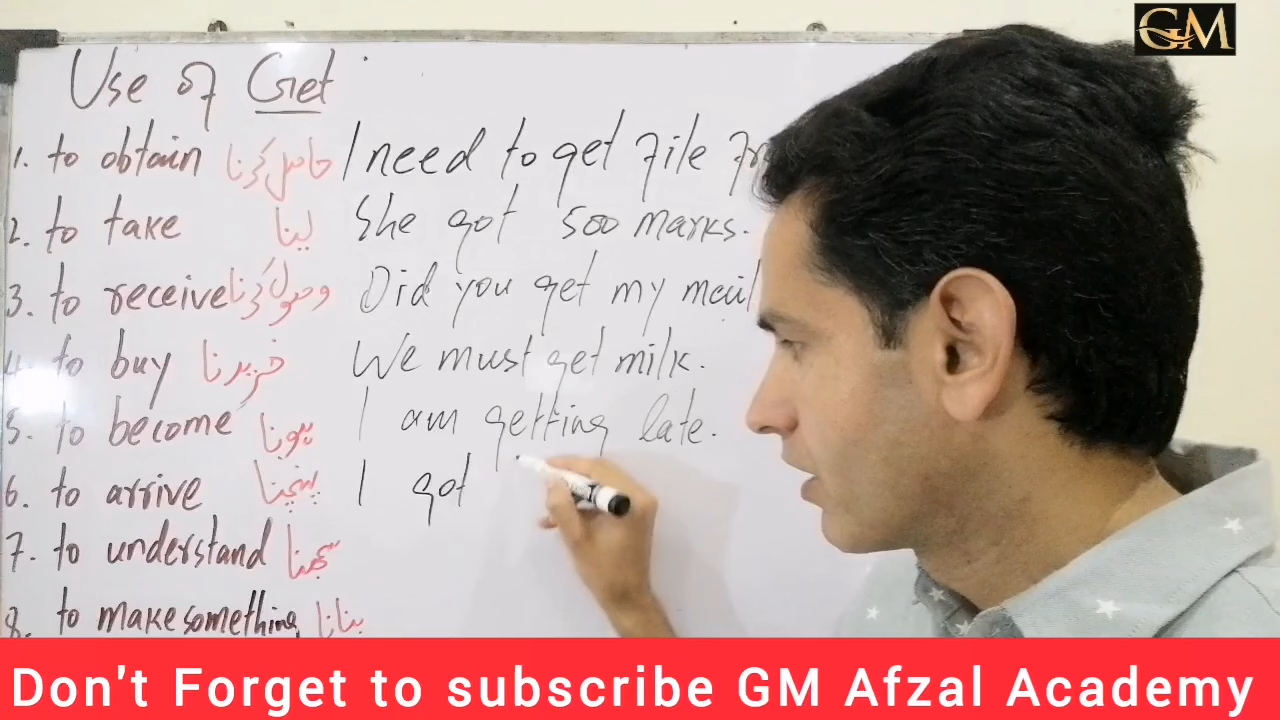 GM
Use of Get
1. to obtain حاصل کرنا I need to get file fr
2. to take لینا She got 500 marks.
3. to receive وصول کرنا Did you get my mail
4. to buy خریدنا We must get milk.
5. to become ہونا I am getting late.
6. to arrive پہنچنا I got
7. to understand سمجھنا
8. to make something بنانا
Don't Forget to subscribe GM Afzal Academy